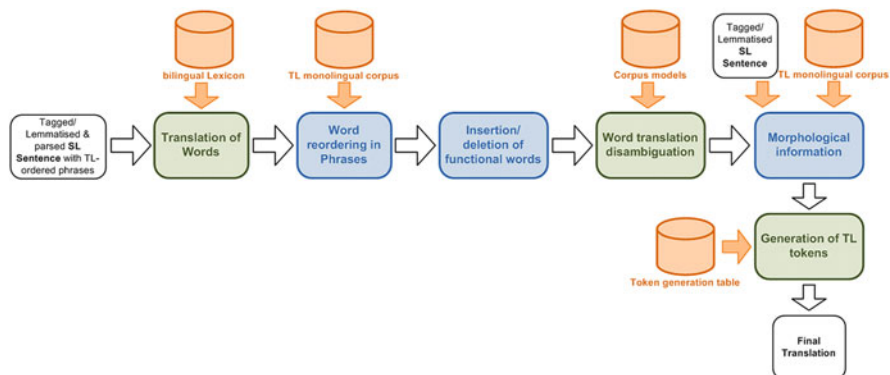 bilingual Lexicon
TL monolingual corpus
Corpus models
Tagged/
Lemmatised
SL
Sentence
TL monolingual corpus
Tagged/
Lemmatised &
parsed SL
Sentence with TL-
ordered phrases
Translation of
Words
Word
reordering in
Phrases
Insertion/
deletion of
functional words
Word translation
disambiguation
Morphological
information
Token generation table
Generation of TL
tokens
Final
Translation